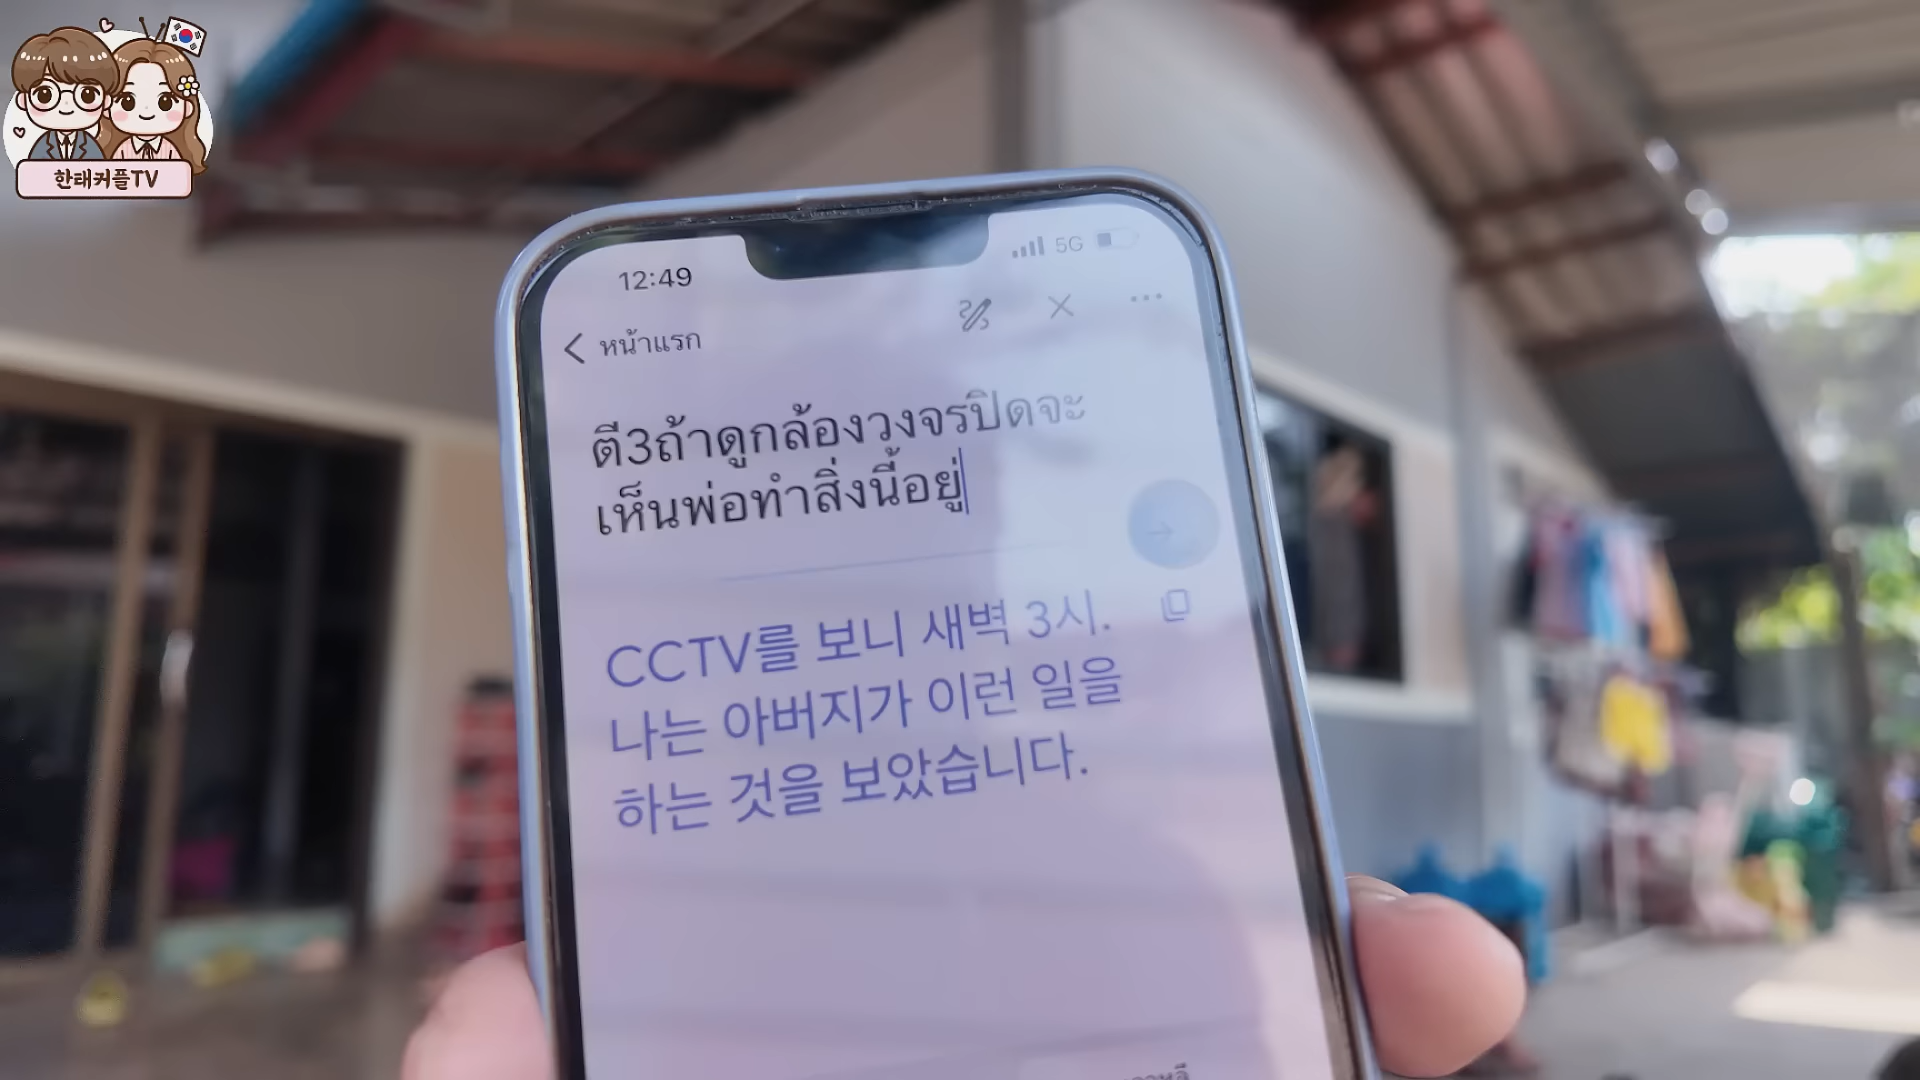 한태커플TV
12:49
5G
หน้าแรก
ตี3ถ้าดูกล้องวงจรปิดจะ
เห็นพ่อทำสิ่งนี้อยู่
CCTV를 보니 새벽 3시.
나는 아버지가 이런 일을
하는 것을 보았습니다.